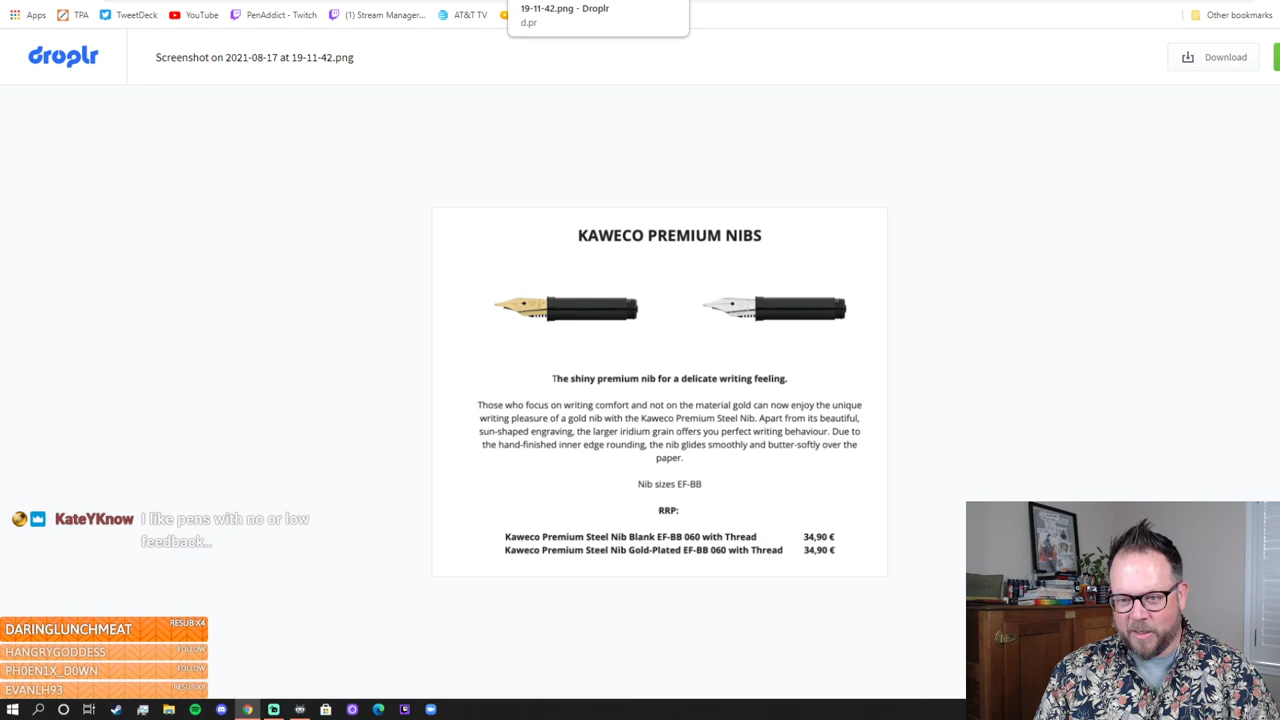 19-11-42.png - Droplr
d.pr
Apps TPA TweetDeck YouTube PenAddict - Twitch (1) Stream Manager... AT&T TV Other bookmarks
droplr Screenshot on 2021-08-17 at 19-11-42.png Download
KAWECO PREMIUM NIBS
The shiny premium nib for a delicate writing feeling.
Those who focus on writing comfort and not on the material gold can now enjoy the unique
writing pleasure of a gold nib with the Kaweco Premium Steel Nib. Apart from its beautiful,
sun-shaped engraving, the larger iridium grain offers you perfect writing behaviour. Due to
the hand-finished inner edge rounding, the nib glides smoothly and butter-softly over the
paper.
Nib sizes EF-BB
RRP:
Kaweco Premium Steel Nib Blank EF-BB 060 with Thread 34,90 €
Kaweco Premium Steel Nib Gold-Plated EF-BB 060 with Thread 34,90 €
KateYKnow I like pens with no or low
feedback...
DARINGLUNCHMEAT RESUB X4
HANGRYGODDESS FOLLOW
PH0EN1X_D0WN FOLLOW
EVANLH93